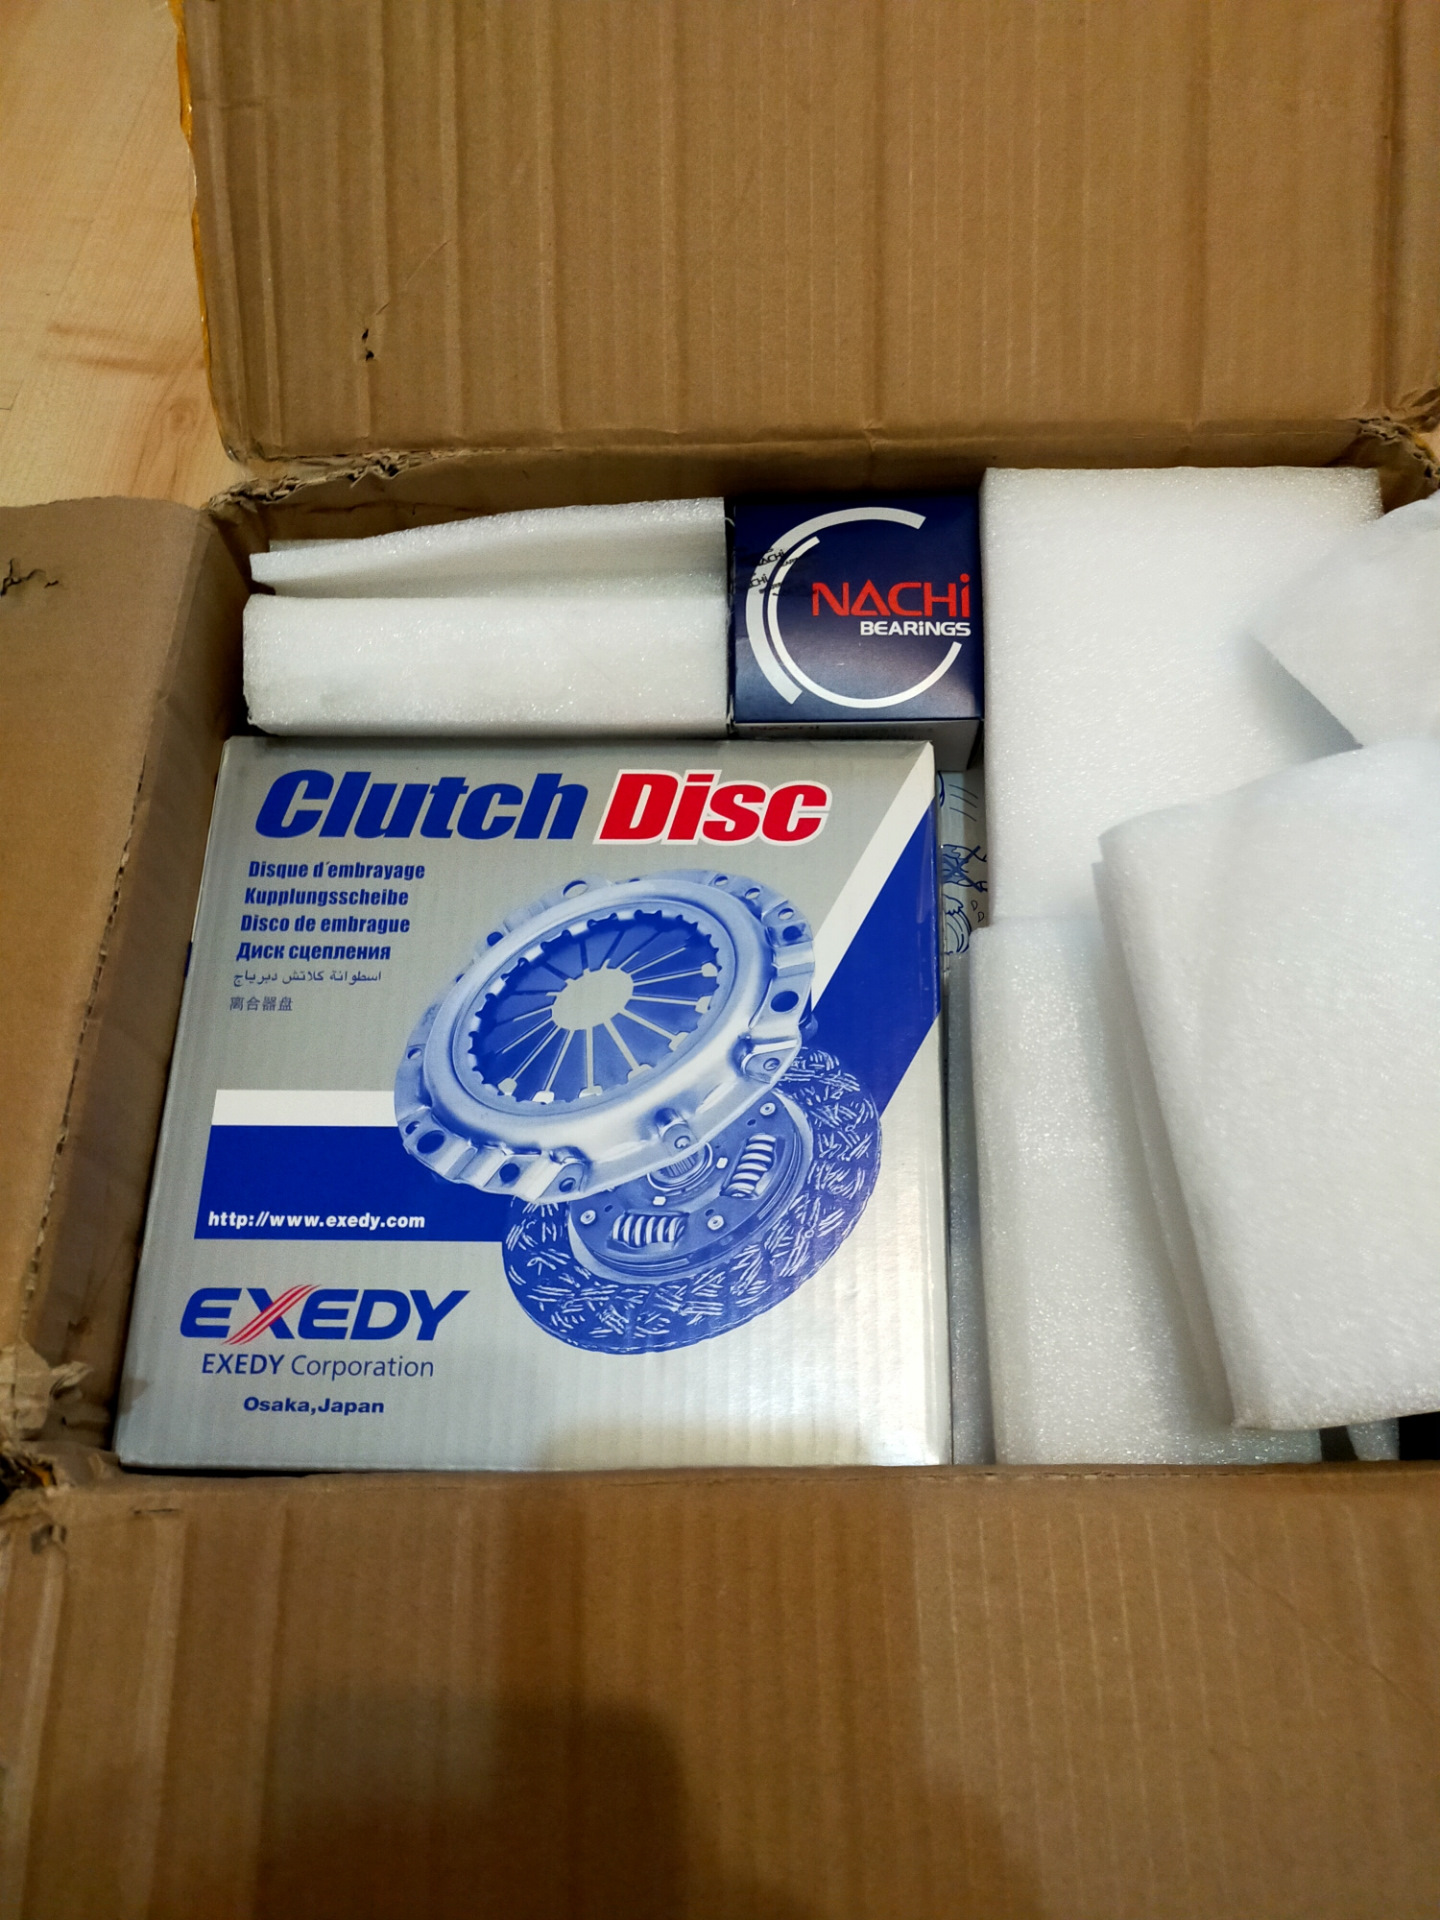 NACHi
BEARiNGS
Clutch Disc
Disque d'embrayage
Kupplungsscheibe
Disco de embrague
Диск сцепления
اسطوانة كلاتش دبرياج
离合器盘
http://www.exedy.com
EXEDY
EXEDY Corporation
Osaka,Japan